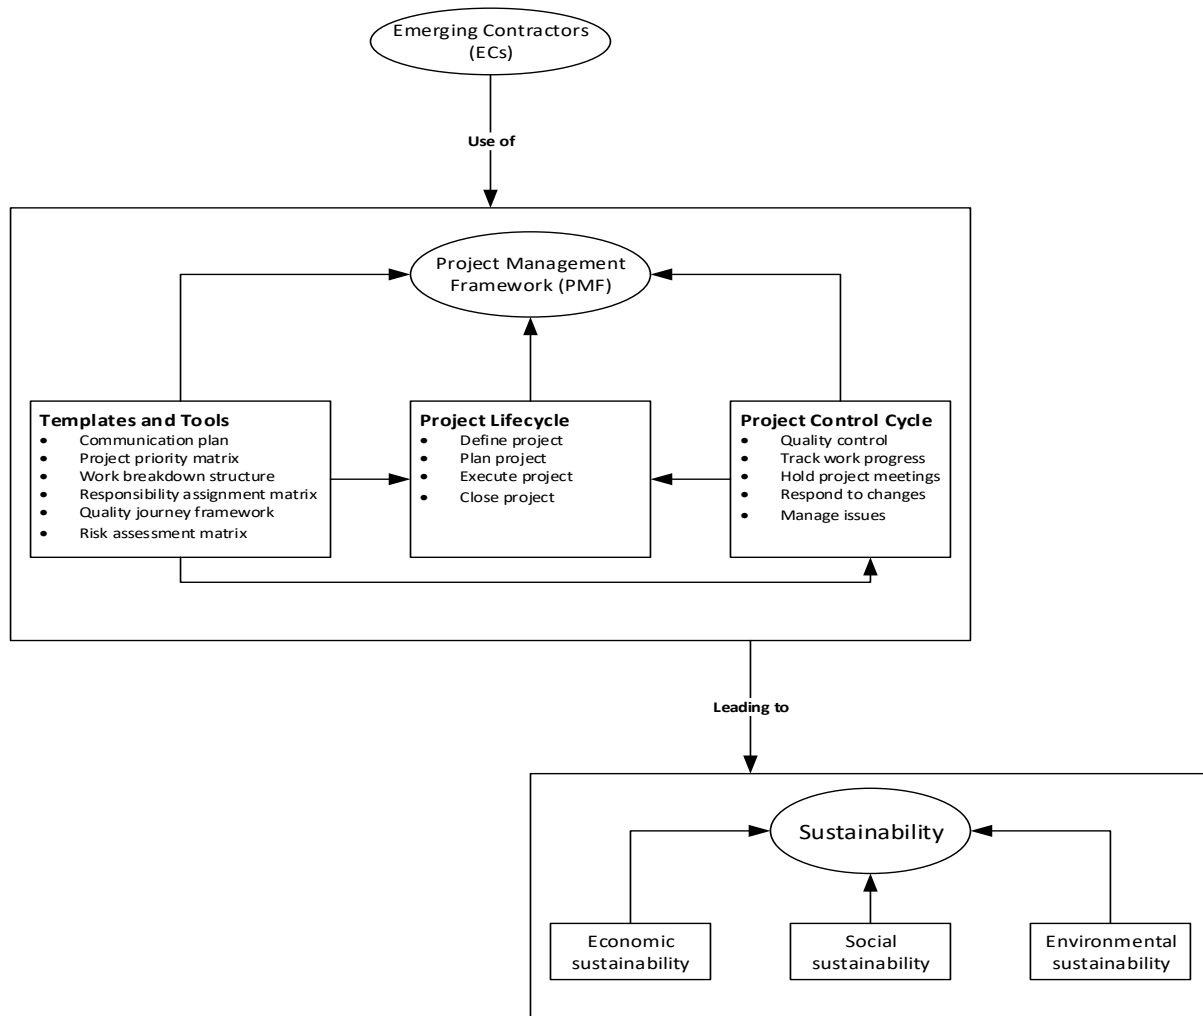 Emerging Contractors
(ECs)
Use of
Project Management
Framework (PMF)
Templates and Tools
• Communication plan
• Project priority matrix
• Work breakdown structure
• Responsibility assignment matrix
• Quality journey framework
• Risk assessment matrix
Project Lifecycle
• Define project
• Plan project
• Execute project
• Close project
Project Control Cycle
• Quality control
• Track work progress
• Hold project meetings
• Respond to changes
• Manage issues
Leading to
Sustainability
Economic
sustainability
Social
sustainability
Environmental
sustainability